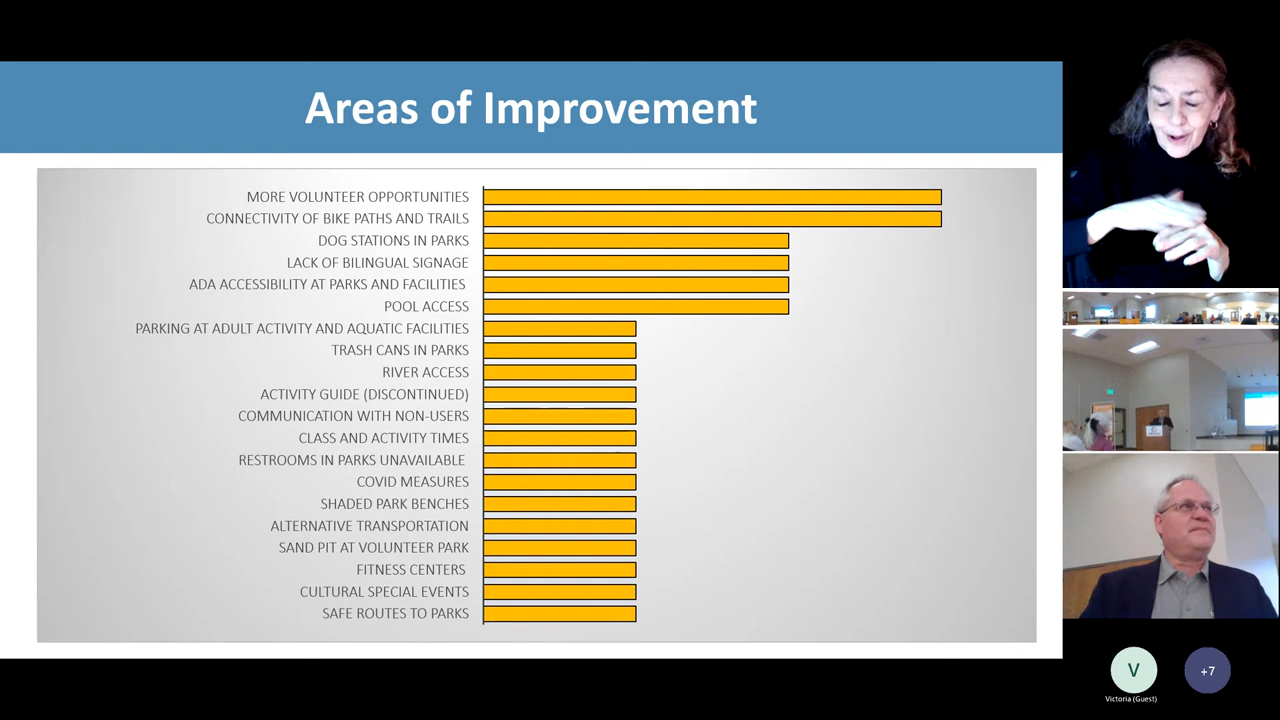 Areas of Improvement
MORE VOLUNTEER OPPORTUNITIES
CONNECTIVITY OF BIKE PATHS AND TRAILS
DOG STATIONS IN PARKS
LACK OF BILINGUAL SIGNAGE
ADA ACCESSIBILITY AT PARKS AND FACILITIES
POOL ACCESS
PARKING AT ADULT ACTIVITY AND AQUATIC FACILITIES
TRASH CANS IN PARKS
RIVER ACCESS
ACTIVITY GUIDE (DISCONTINUED)
COMMUNICATION WITH NON-USERS
CLASS AND ACTIVITY TIMES
RESTROOMS IN PARKS UNAVAILABLE
COVID MEASURES
SHADED PARK BENCHES
ALTERNATIVE TRANSPORTATION
SAND PIT AT VOLUNTEER PARK
FITNESS CENTERS
CULTURAL SPECIAL EVENTS
SAFE ROUTES TO PARKS
V
+7
Victoria (Guest)